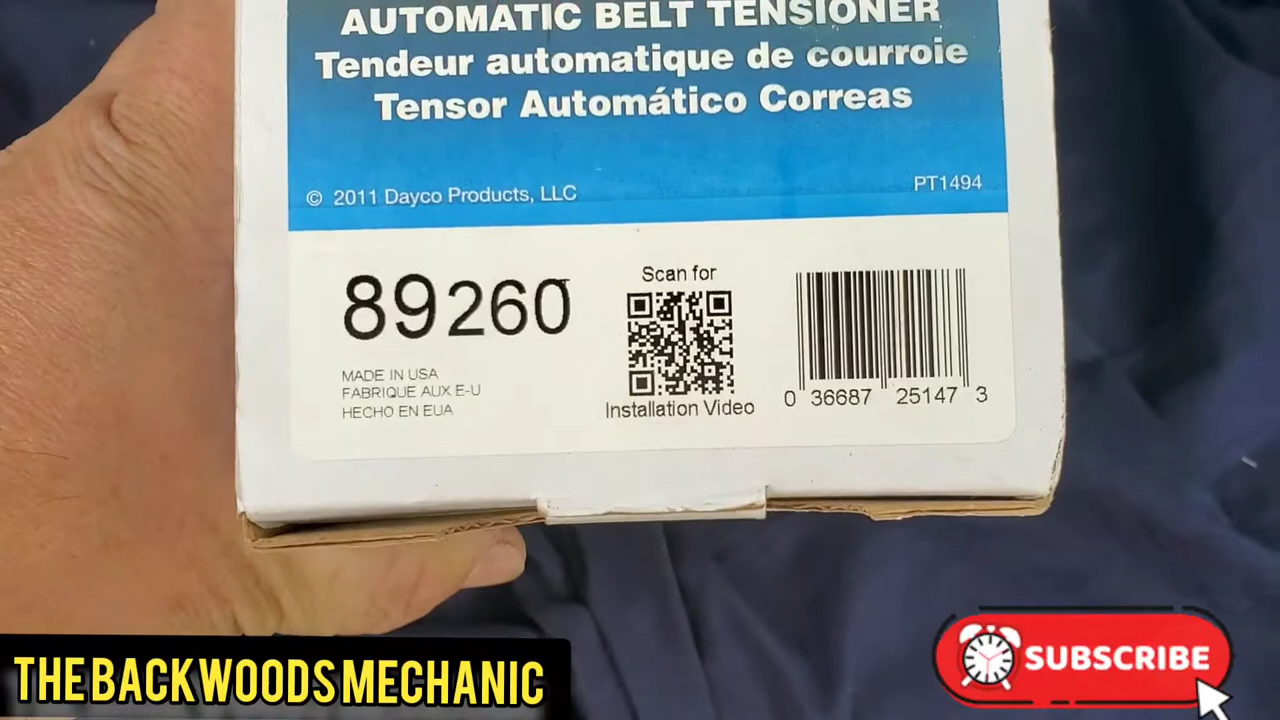 AUTOMATIC BELT TENSIONER
Tendeur automatique de courroie
Tensor Automático Correas
© 2011 Dayco Products, LLC
PT1494
89260
MADE IN USA
FABRIQUE AUX E-U
HECHO EN EUA
Scan for
Installation Video
0 36687 25147 3
THE BACKWOODS MECHANIC
SUBSCRIBE